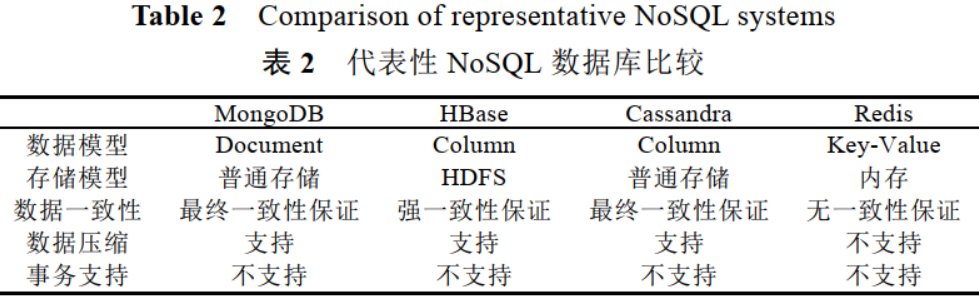 Table 2 Comparison of representative NoSQL systems
表 2 代表性 NoSQL 数据库比较
MongoDB HBase Cassandra Redis
数据模型 Document Column Column Key-Value
存储模型 普通存储 HDFS 普通存储 内存
数据一致性 最终一致性保证 强一致性保证 最终一致性保证 无一致性保证
数据压缩 支持 支持 支持 不支持
事务支持 不支持 不支持 不支持 不支持